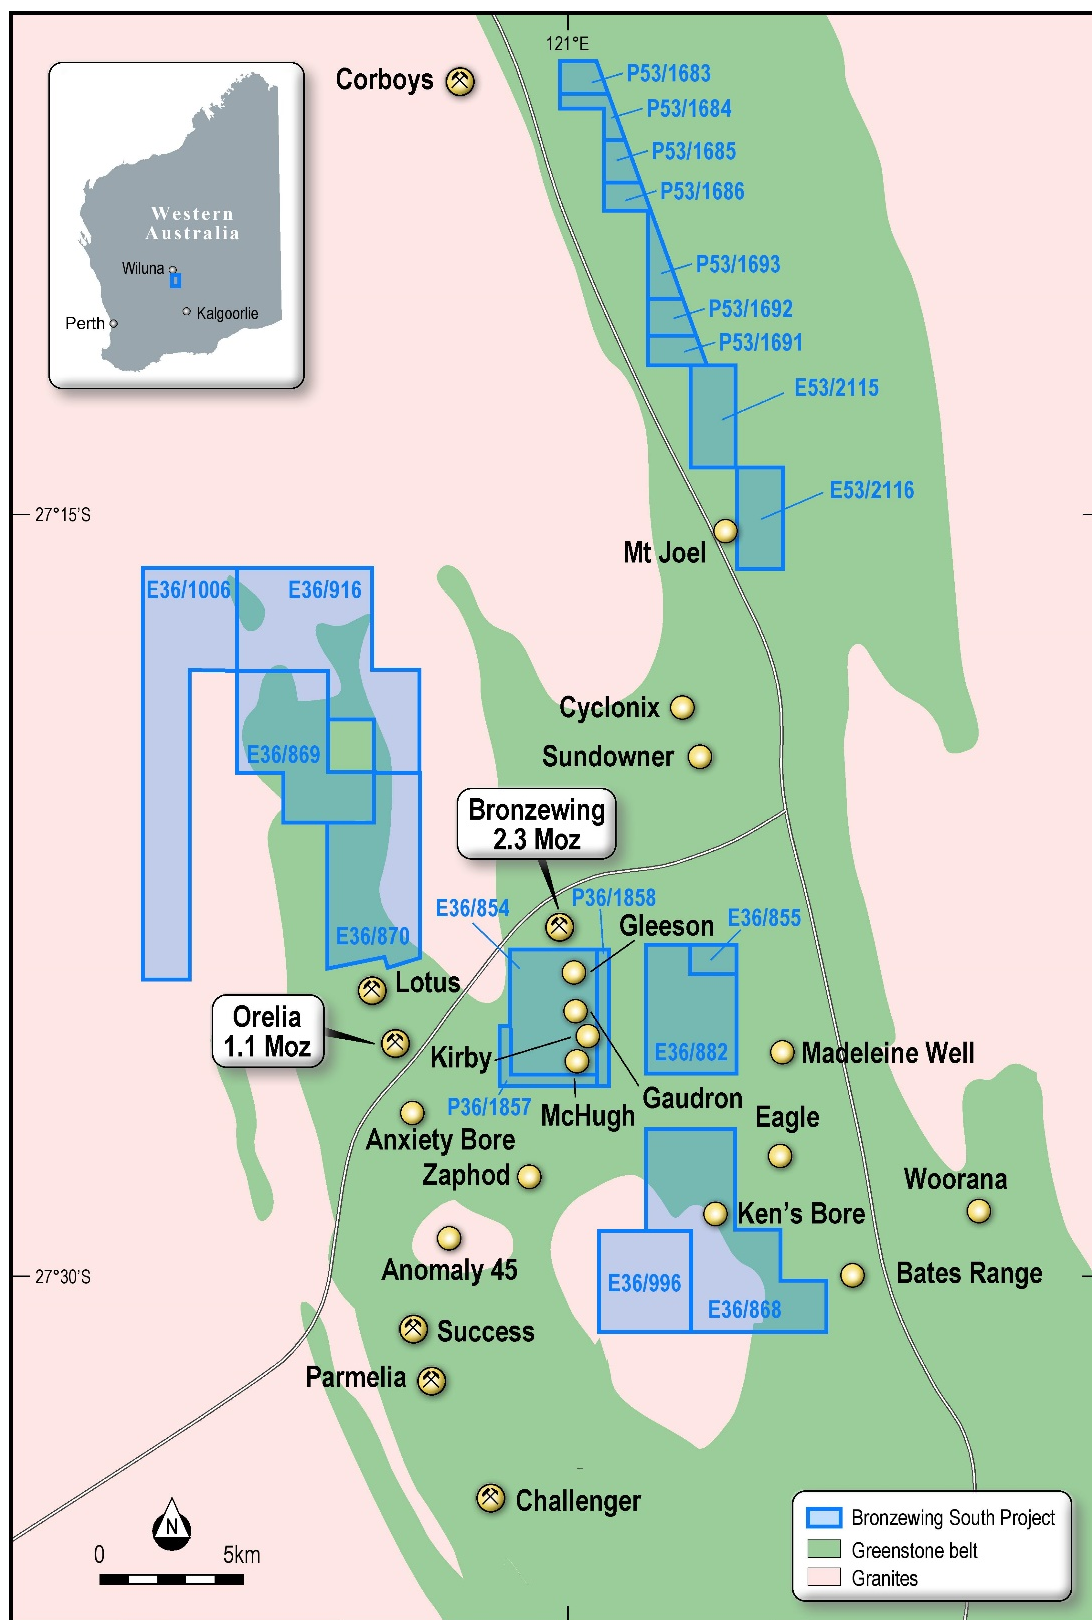 121°E
Corboys
P53/1683
P53/1684
P53/1685
P53/1686
P53/1693
P53/1692
P53/1691
E53/2115
E53/2116
Western
Australia
Wiluna
Kalgoorlie
Perth
27°15'S
Mt Joel
E36/1006
E36/916
Cyclonix
Sundowner
E36/869
Bronzewing
2.3 Moz
P36/1858
E36/854
Gleeson
E36/855
E36/870
Lotus
Orelia
1.1 Moz
Kirby
E36/882
Madeleine Well
P36/1857
McHugh
Gaudron
Eagle
Anxiety Bore
Zaphod
Woorana
Ken's Bore
Anomaly 45
27°30'S
E36/996
E36/868
Bates Range
Success
Parmelia
Challenger
N
0
5km
Bronzewing South Project
Greenstone belt
Granites